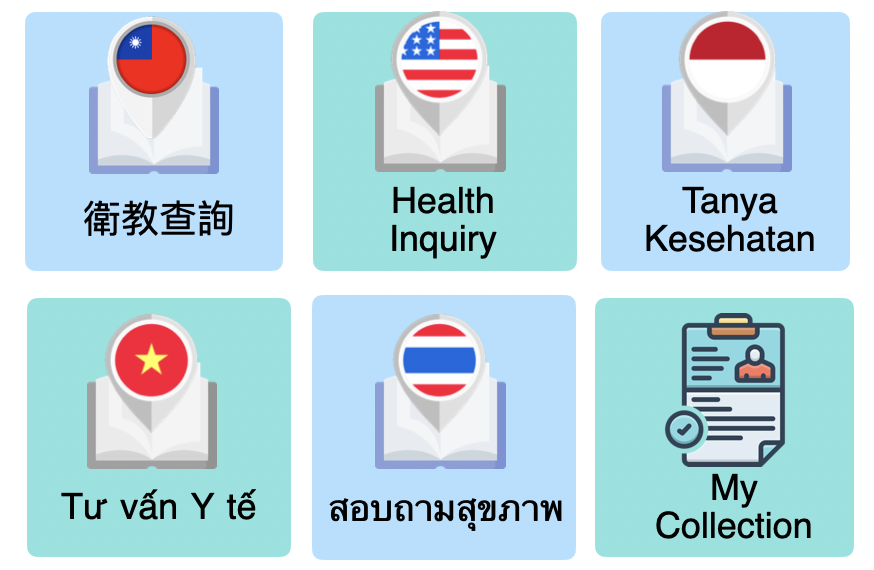 衛教查詢
Health
Inquiry
Tanya
Kesehatan
Tư vấn Y tế
สอบถามสุขภาพ
My
Collection